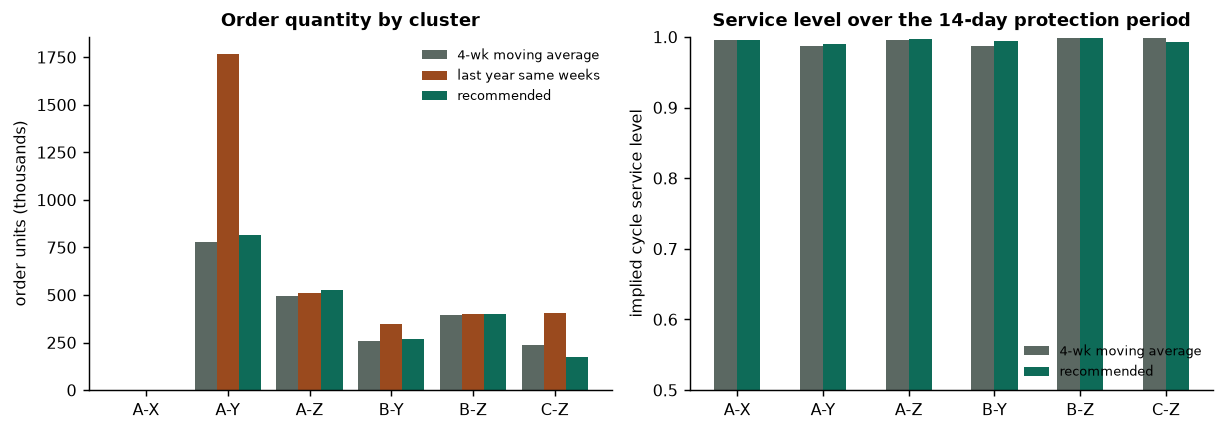 Order quantity by cluster
order units (thousands)
1750
1500
1250
1000
750
500
250
0
4-wk moving average
last year same weeks
recommended
A-X A-Y A-Z B-Y B-Z C-Z
Service level over the 14-day protection period
implied cycle service level
1.0
0.9
0.8
0.7
0.6
0.5
4-wk moving average
recommended
A-X A-Y A-Z B-Y B-Z C-Z